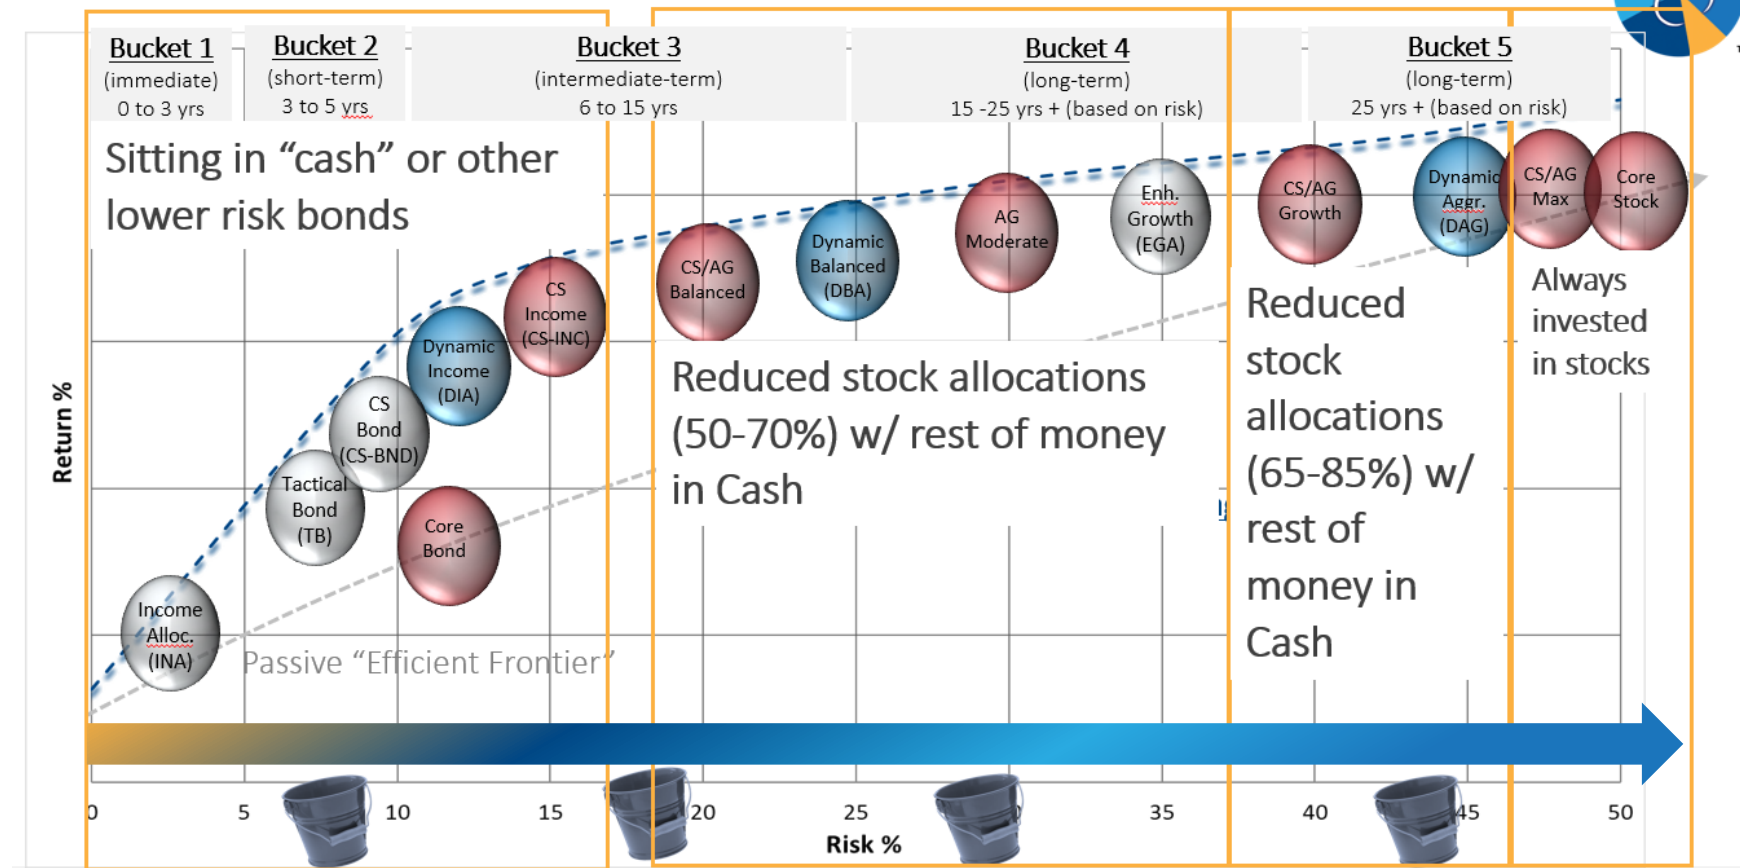 Bucket 1
(immediate)
0 to 3 yrs
Bucket 2
(short-term)
3 to 5 yrs
Bucket 3
(intermediate-term)
6 to 15 yrs
Bucket 4
(long-term)
15 -25 yrs + (based on risk)
Bucket 5
(long-term)
25 yrs + (based on risk)
Sitting in “cash” or other
lower risk bonds
Income
Alloc.
(INA)
Tactical
Bond
(TB)
CS
Bond
(CS-BND)
Dynamic
Income
(DIA)
CS
Income
(CS-INC)
Core
Bond
CS/AG
Balanced
Dynamic
Balanced
(DBA)
AG
Moderate
Enh.
Growth
(EGA)
CS/AG
Growth
Dynamic
Aggr.
(DAG)
CS/AG
Max
Core
Stock
Reduced stock allocations
(50-70%) w/ rest of money
in Cash
Reduced
stock
allocations
(65-85%) w/
rest of
money in
Cash
Always
invested
in stocks
Passive “Efficient Frontier”
Return %
0
5
10
15
20
25
35
40
45
50
Risk %